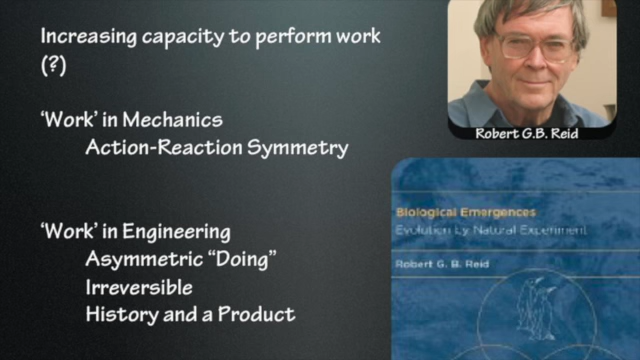 Increasing capacity to perform work
(?)
'Work' in Mechanics
Action-Reaction Symmetry
'Work' in Engineering
Asymmetric “Doing”
Irreversible
History and a Product
Robert G.B. Reid
Biological Emergences
Evolution by Natural Experiment
Robert G. B. Reid